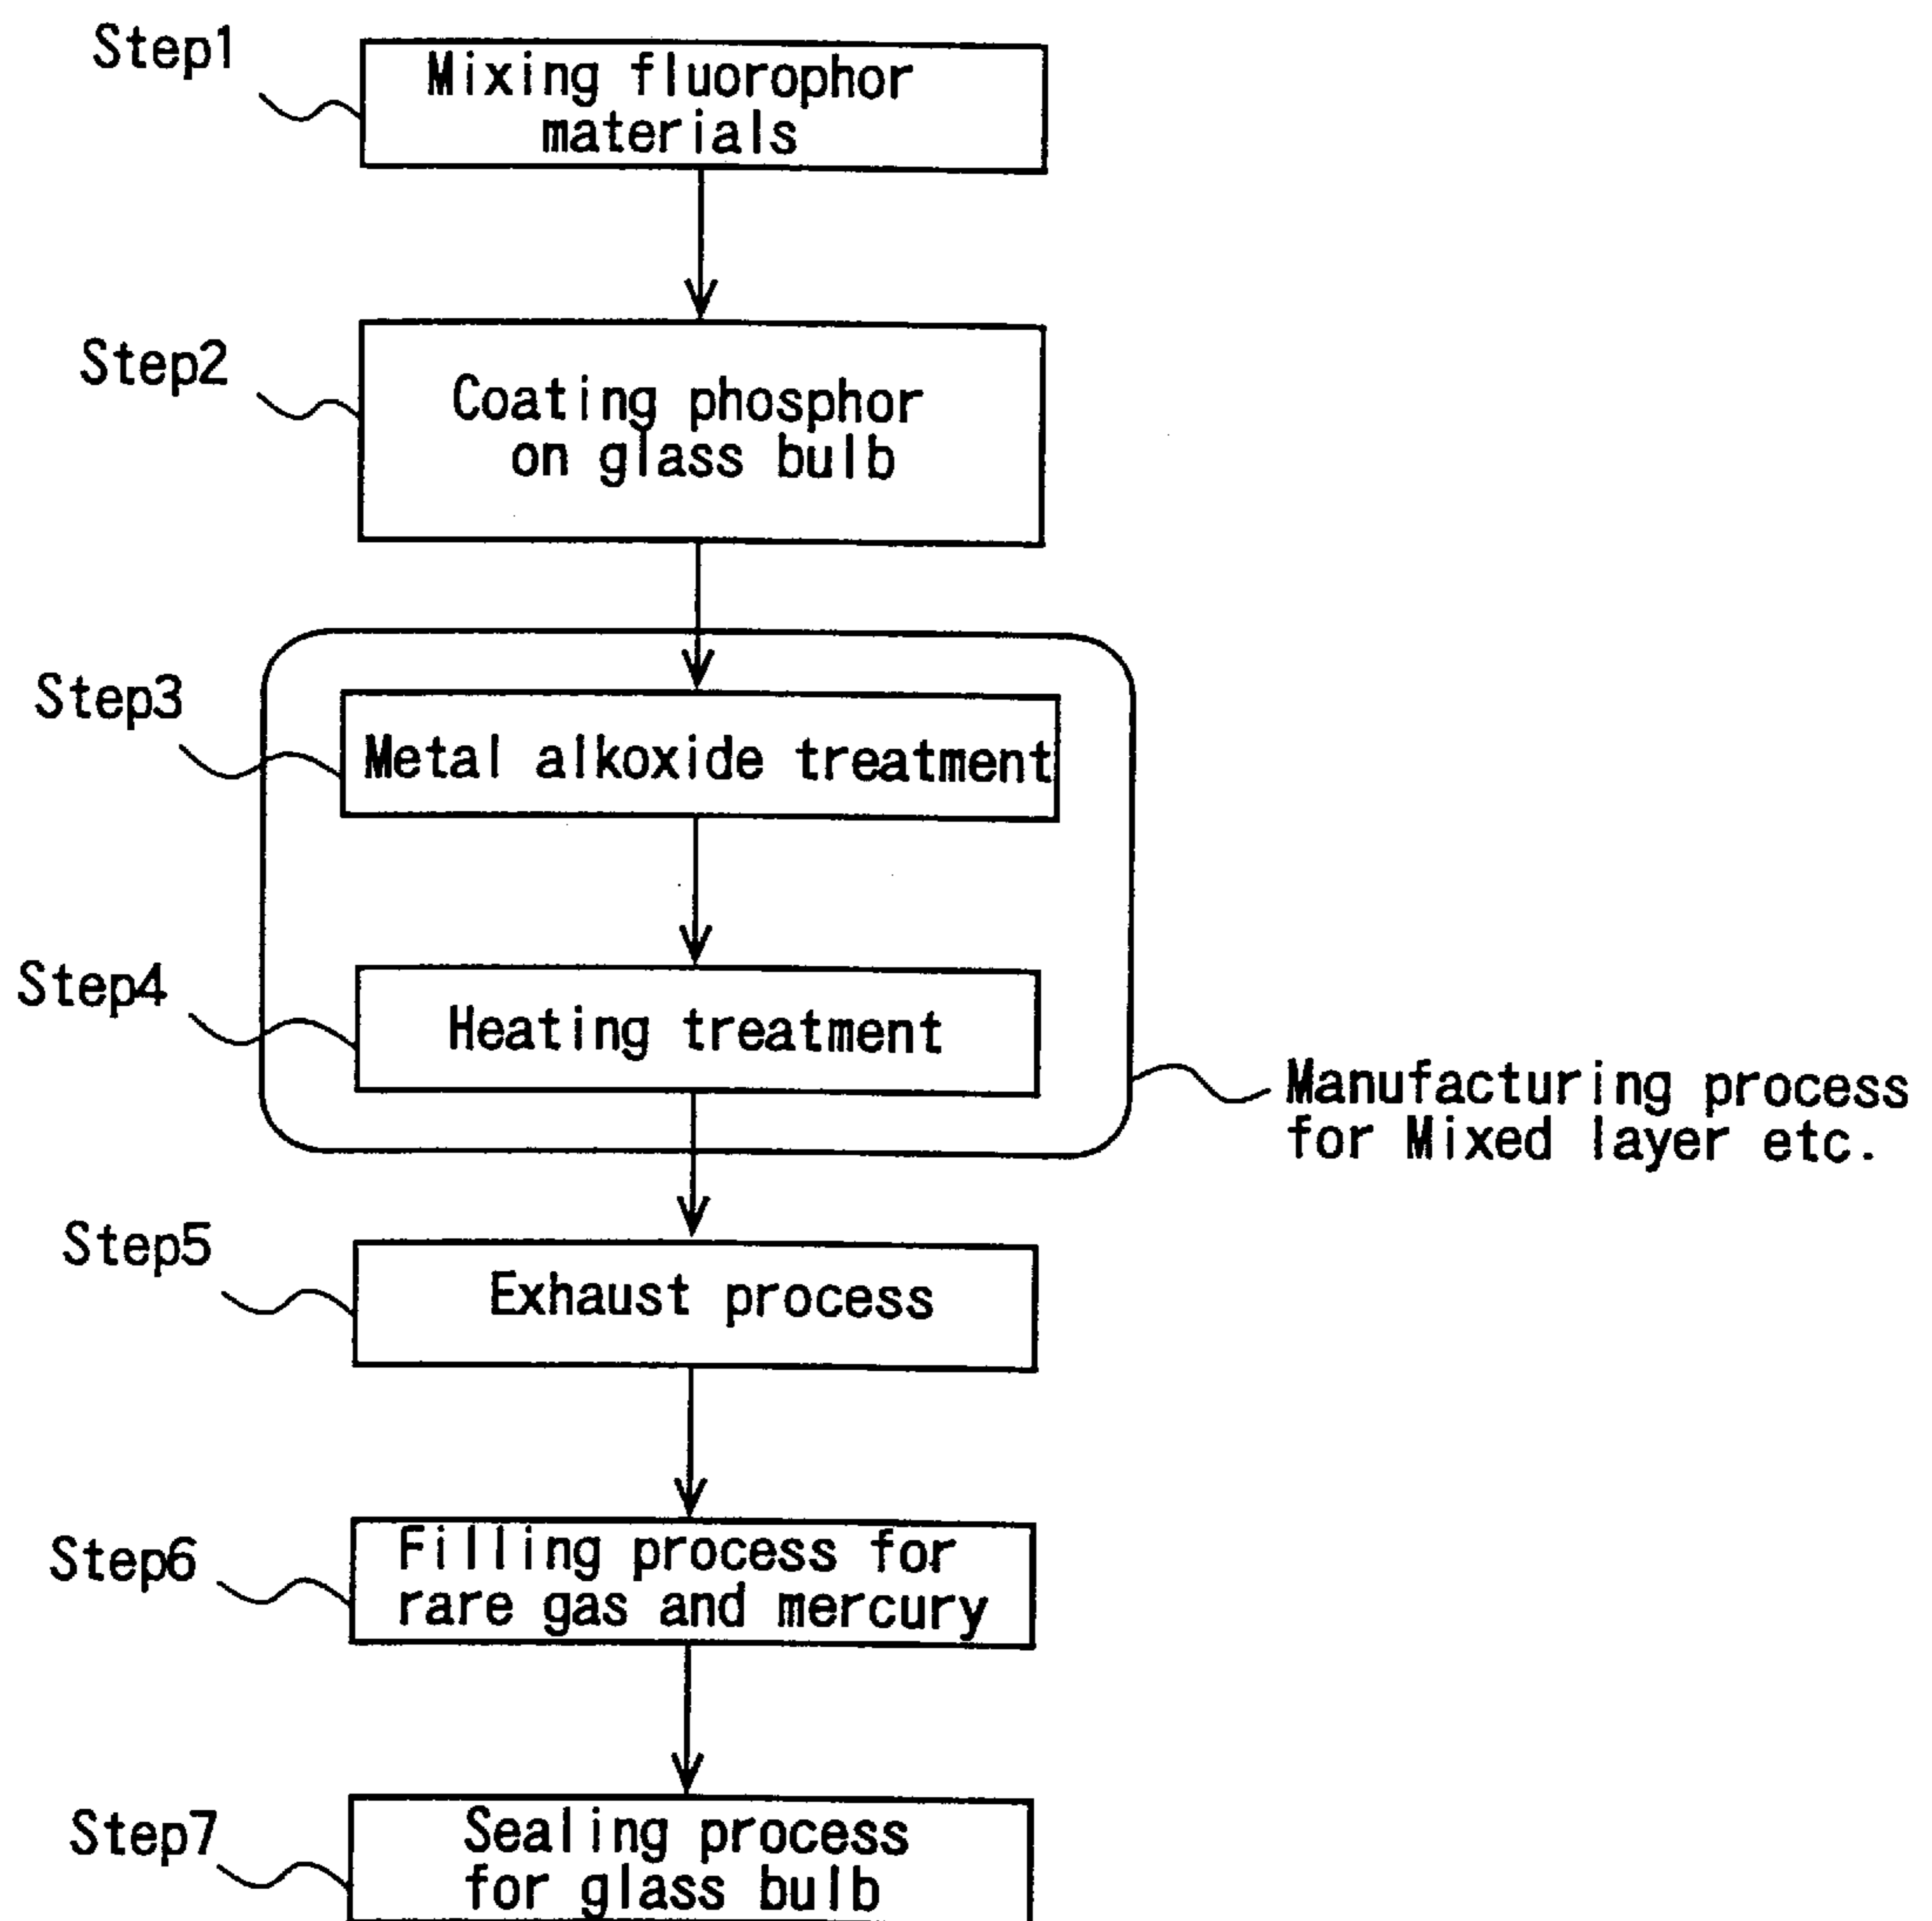 Step1
Mixing fluorophor
materials
Step2
Coating phosphor
on glass bulb
Step3
Metal alkoxide treatment
Step4
Heating treatment
Manufacturing process
for Mixed layer etc.
Step5
Exhaust process
Step6
Filling process for
rare gas and mercury
Step7
Sealing process
for glass bulb